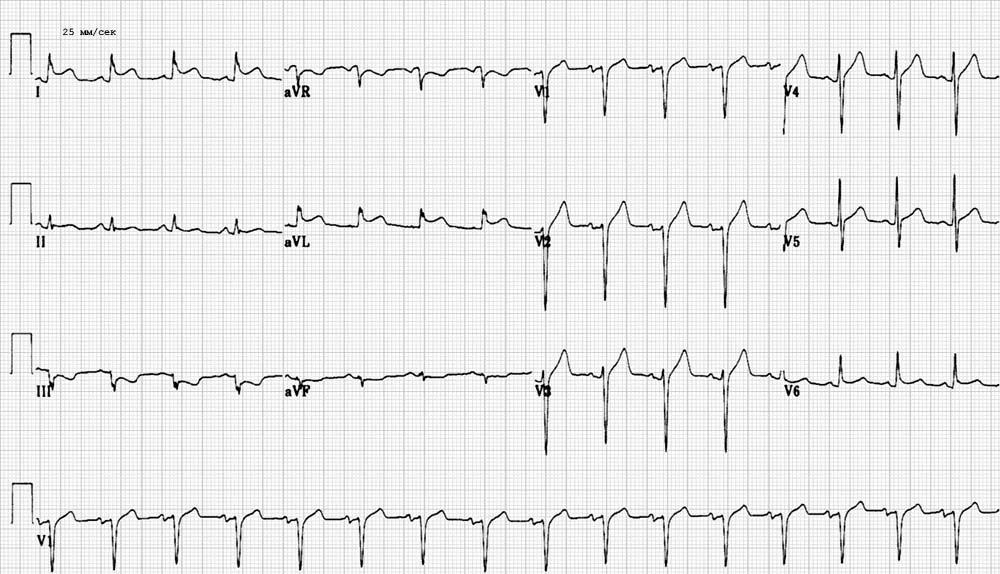 25 мм/сек
I aVR V1 V4
II aVL V2 V5
III aVF V3 V6
V1